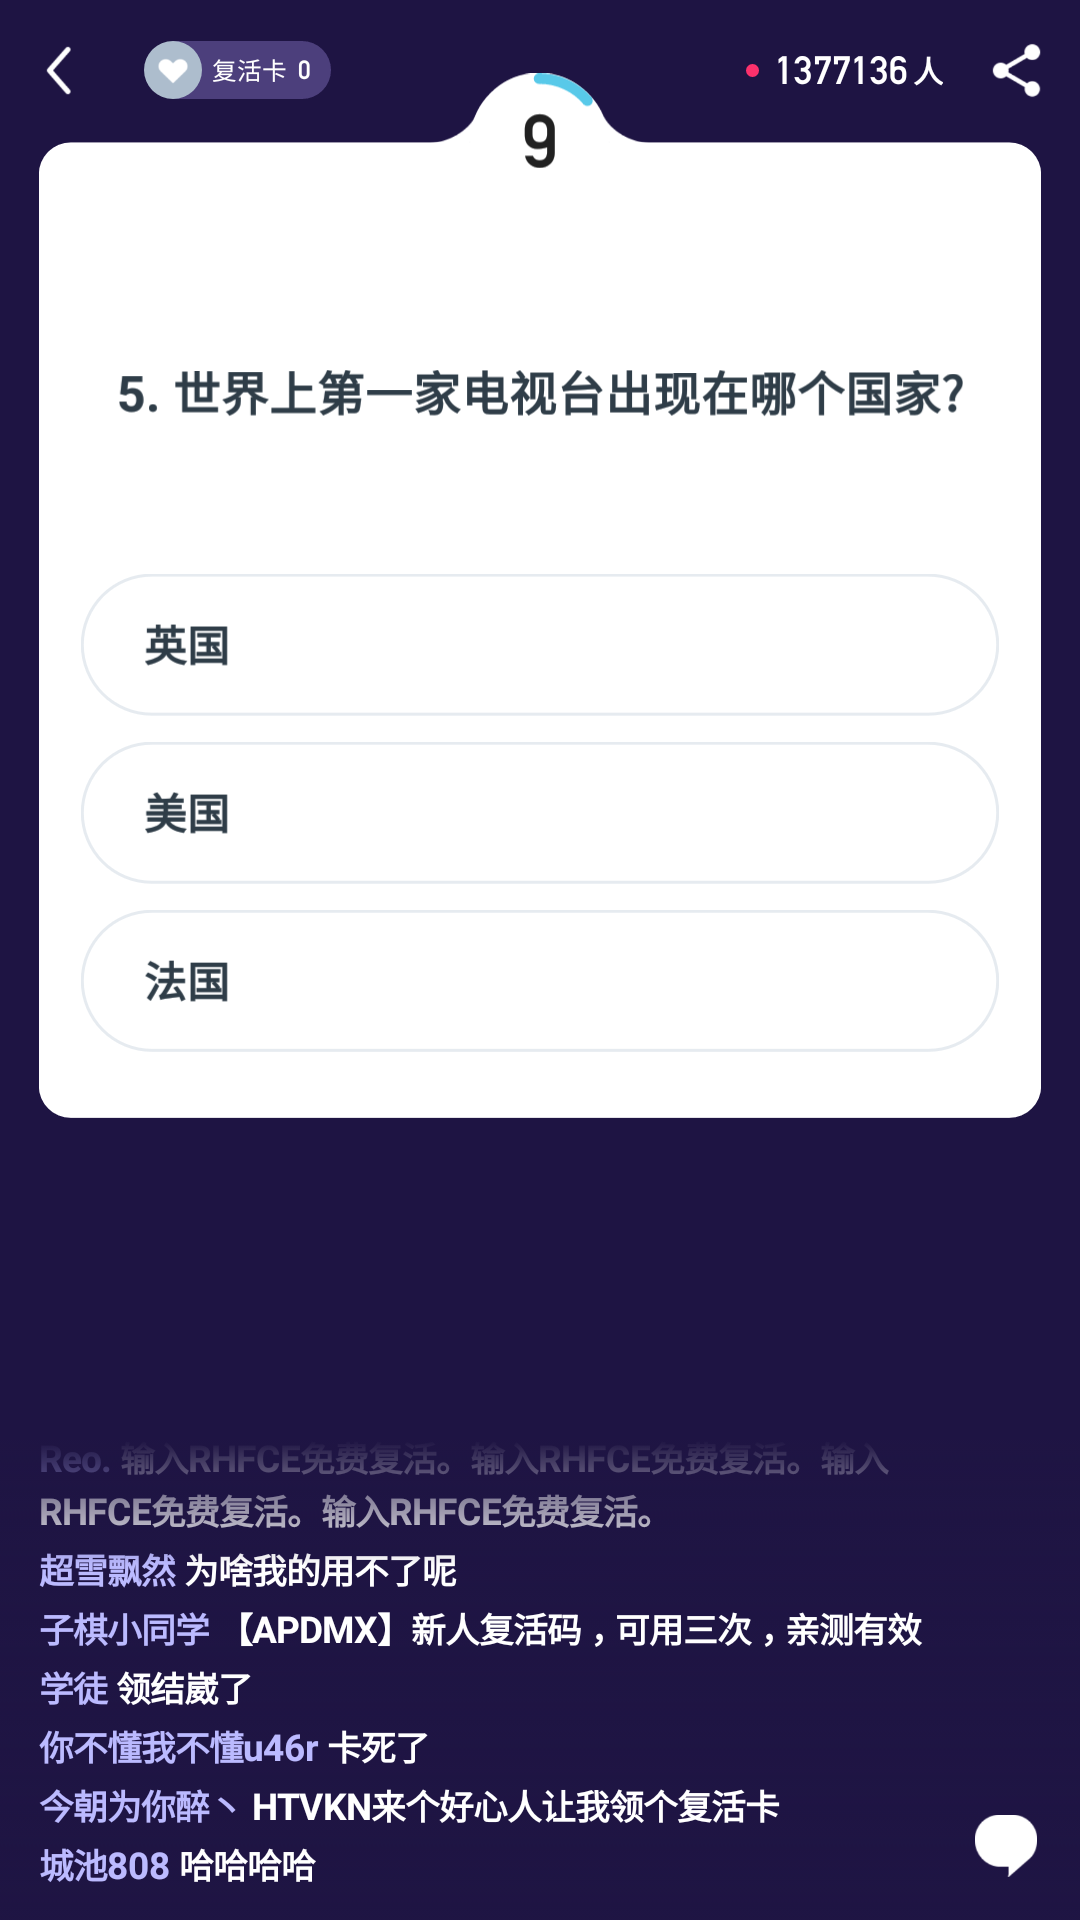 复活卡 0
1377136人
9
5. 世界上第一家电视台出现在哪个国家?
英国
美国
法国
Reo. 输入RHFCE免费复活。输入RHFCE免费复活。输入
RHFCE免费复活。输入RHFCE免费复活。
超雪飘然 为啥我的用不了呢
子棋小同学 【APDMX】新人复活码，可用三次，亲测有效
学徒 领结崴了
你不懂我不懂u46r 卡死了
今朝为你醉丶 HTVKN来个好心人让我领个复活卡
城池808 哈哈哈哈